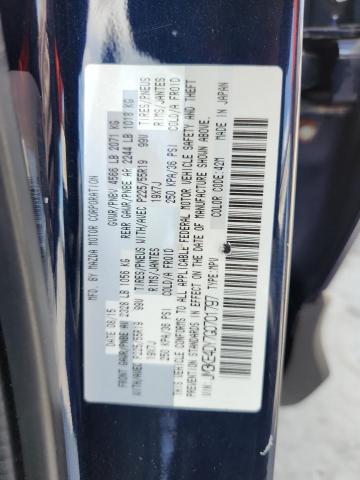 MFD. BY MAZDA MOTOR CORPORATION
DATE: 08/15 GVWR/PNBV 4566 LB 2071 KG
FRONT GAWR/PNBE AV 2328 LB 1056 KG REAR GAWR/PNBE AR 2244 LB 1018 KG
WITH/AVEC P225/55R19 99V TIRES/PNEUS WITH/AVEC P225/55R19 99V TIRES/PNEUS
19X7J RIMS/JANTES 19X7J RIMS/JANTES
250 KPA/36 PSI COLD/A FROID 250 KPA/36 PSI COLD/A FROID
THIS VEHICLE CONFORMS TO ALL APPLICABLE FEDERAL MOTOR VEHICLE SAFETY AND THEFT
PREVENTION STANDARDS IN EFFECT ON THE DATE OF MANUFACTURE SHOWN ABOVE.
COLOR CODE: 42M MADE IN JAPAN
VIN: TYPE: MPV